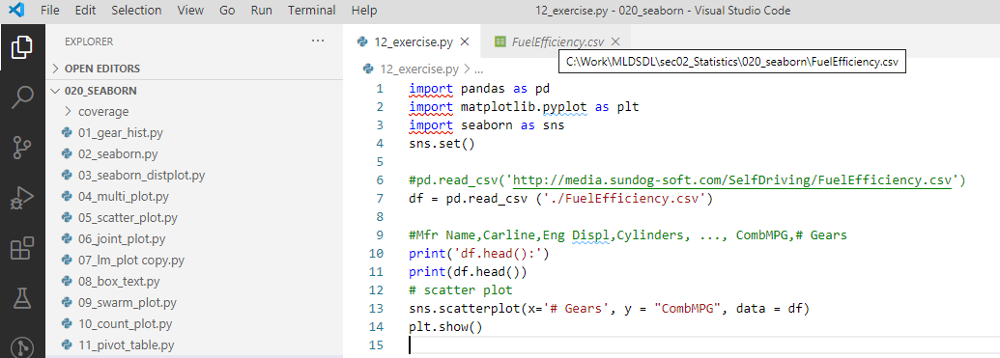 File Edit Selection View Go Run Terminal Help 12_exercise.py - 020_seaborn - Visual Studio Code
EXPLORER ...
OPEN EDITORS
020_SEABORN
coverage
01_gear_hist.py
02_seaborn.py
03_seaborn_distplot.py
04_multi_plot.py
05_scatter_plot.py
06_joint_plot.py
07_lm_plot copy.py
08_box_text.py
09_swarm_plot.py
10_count_plot.py
11_pivot_table.py
12_exercise.py FuelEfficiency.csv
C:\Work\MLDSDL\sec02_Statistics\020_seaborn\FuelEfficiency.csv
12_exercise.py > ...
1 import pandas as pd
2 import matplotlib.pyplot as plt
3 import seaborn as sns
4 sns.set()
5
6 #pd.read_csv('http://media.sundog-soft.com/SelfDriving/FuelEfficiency.csv')
7 df = pd.read_csv ('./FuelEfficiency.csv')
8
9 #Mfr Name,Carline,Eng Displ,Cylinders, ..., CombMPG,# Gears
10 print('df.head():')
11 print(df.head())
12 # scatter plot
13 sns.scatterplot(x='# Gears', y = "CombMPG", data = df)
14 plt.show()
15